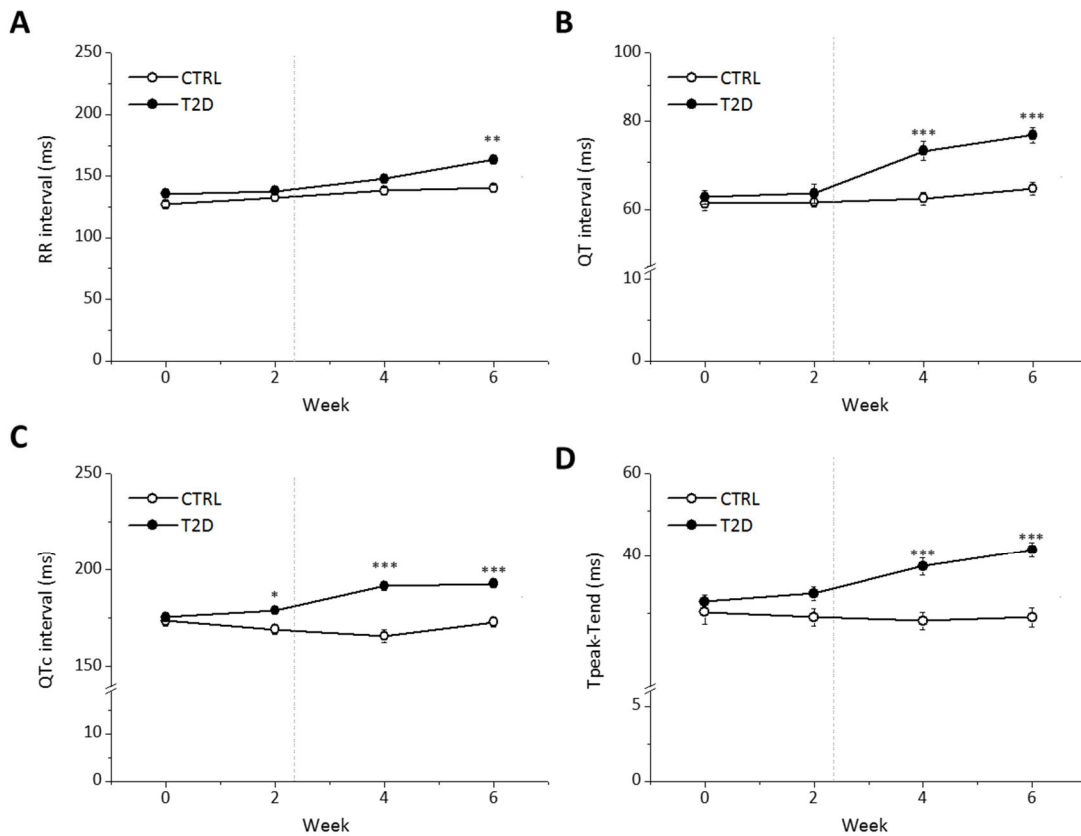 A
250
200
150
100
50
0
RR interval (ms)
CTRL
T2D
**
0 2 4 6
Week
B
100
80
60
10
0
QT interval (ms)
CTRL
T2D
*** ***
0 2 4 6
Week
C
250
200
150
10
0
QTc interval (ms)
CTRL
T2D
* *** ***
0 2 4 6
Week
D
60
40
5
0
Tpeak-Tend (ms)
CTRL
T2D
*** ***
0 2 4 6
Week